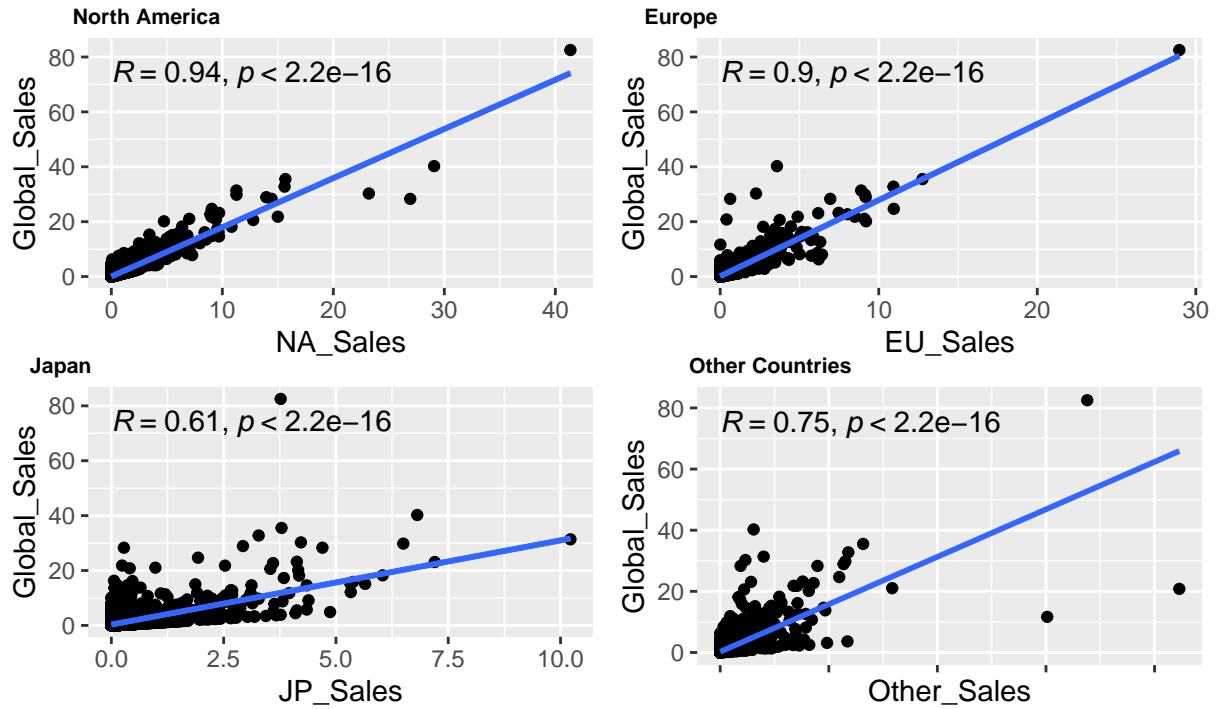 North America
R = 0.94, p < 2.2e−16
Global_Sales
80
60
40
20
0
0 10 20 30 40
NA_Sales
Europe
R = 0.9, p < 2.2e−16
Global_Sales
80
60
40
20
0
0 10 20 30
EU_Sales
Japan
R = 0.61, p < 2.2e−16
Global_Sales
80
60
40
20
0
0.0 2.5 5.0 7.5 10.0
JP_Sales
Other Countries
R = 0.75, p < 2.2e−16
Global_Sales
80
60
40
20
0
Other_Sales